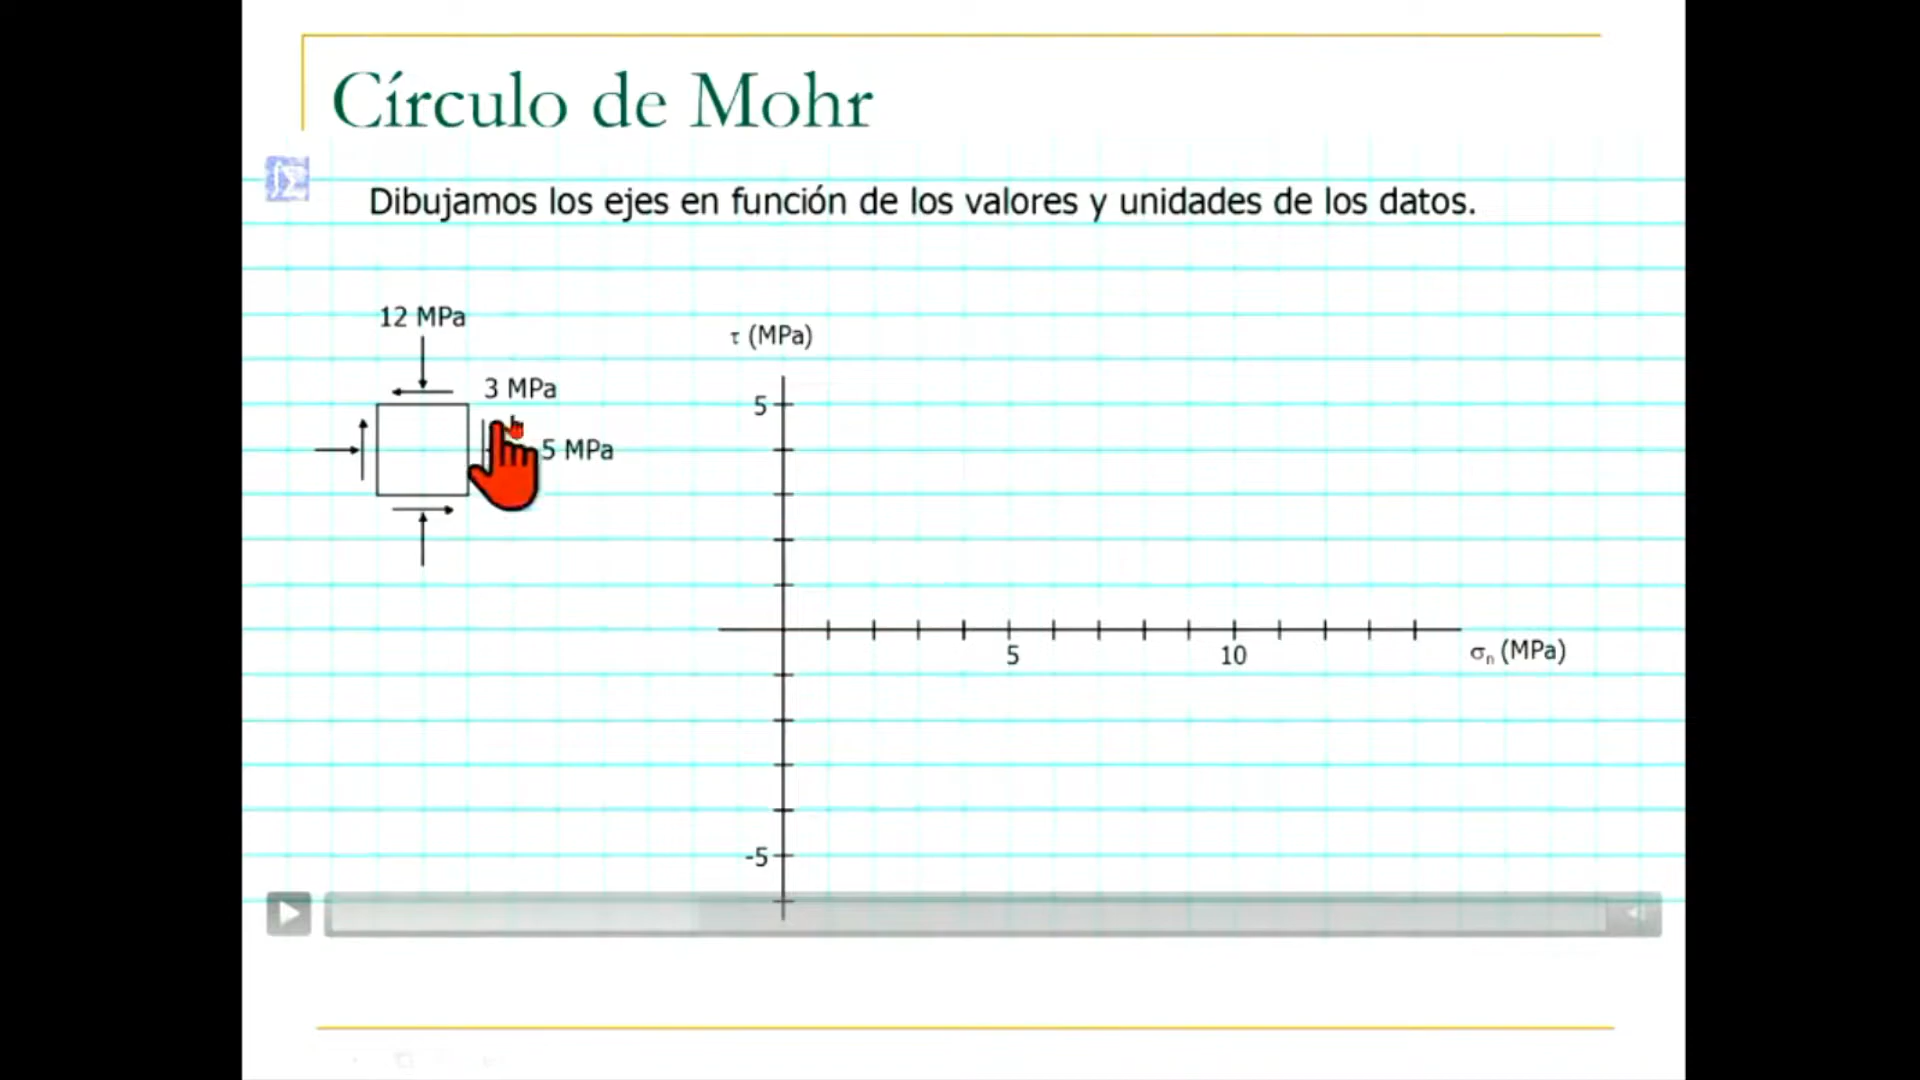 Círculo de Mohr
Dibujamos los ejes en función de los valores y unidades de los datos.
12 MPa
3 MPa
5 MPa
τ (MPa)
5
5
10
σn (MPa)
-5